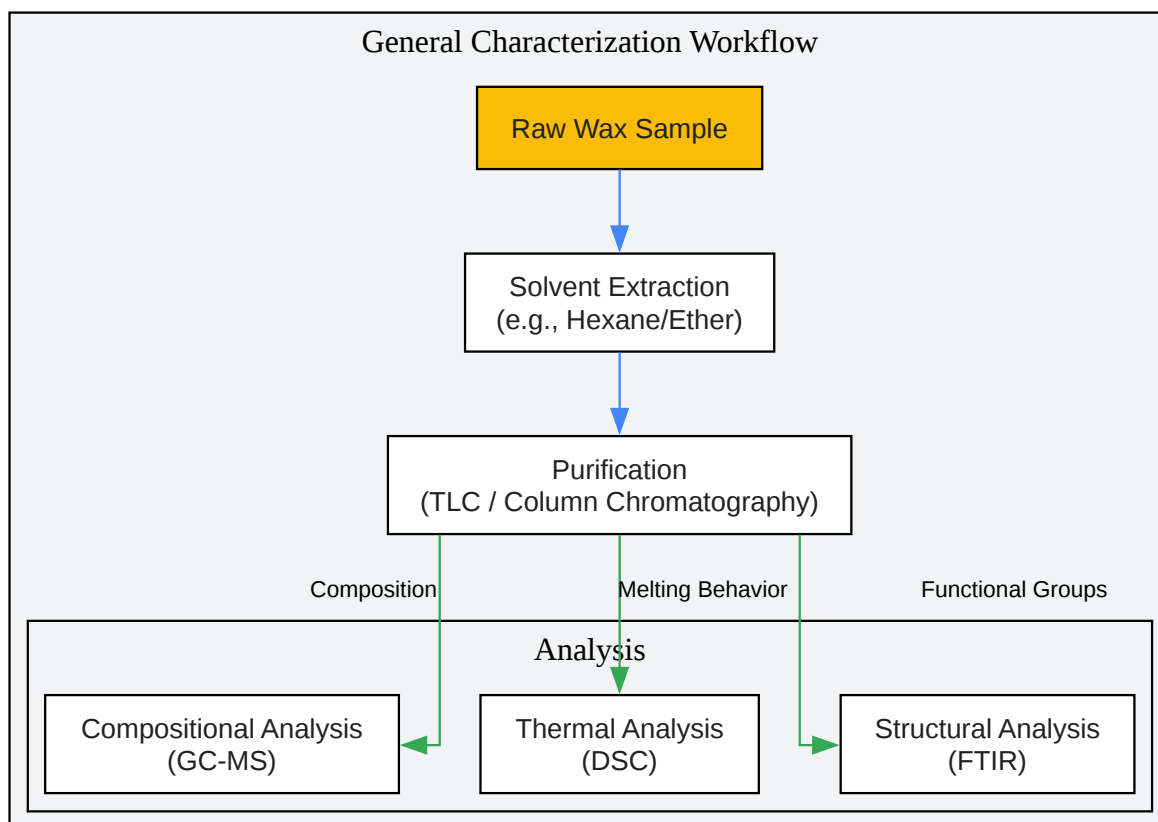 General Characterization Workflow
Raw Wax Sample
Solvent Extraction
(e.g., Hexane/Ether)
Purification
(TLC / Column Chromatography)
Composition
Melting Behavior
Functional Groups
Analysis
Compositional Analysis
(GC-MS)
Thermal Analysis
(DSC)
Structural Analysis
(FTIR)